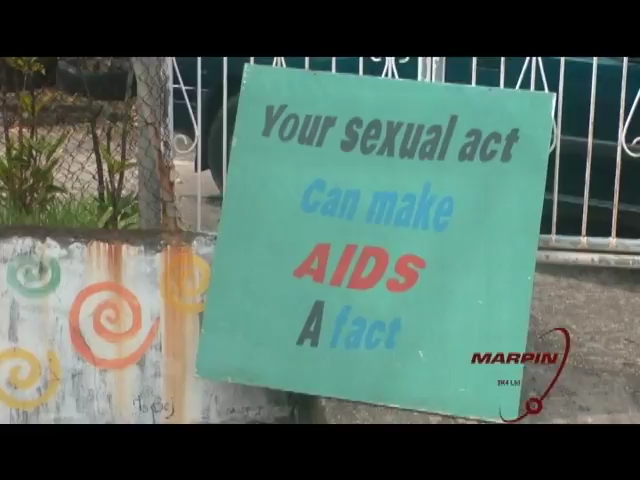 Your sexual act
Can make
AIDS
A fact
MARPIN
2K4 Ltd